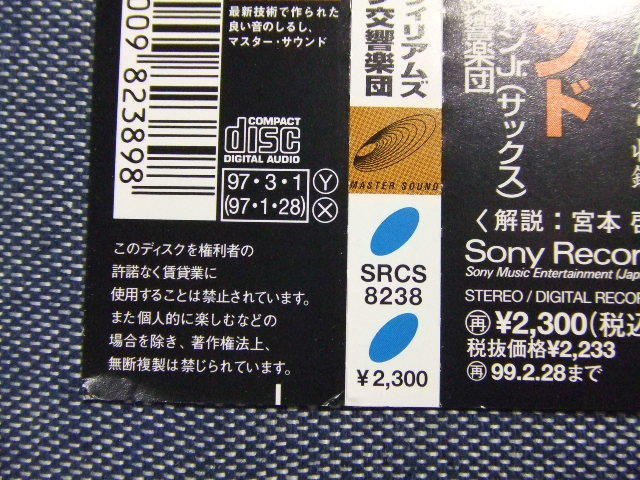 最新技術で作られた
良い音のしるし、
マスター・サウンド
009 823898
COMPACT
disc
DIGITAL AUDIO
97・3・1 Y
(97・1・28) X
このディスクを権利者の
許諾なく賃貸業に
使用することは禁止されています。
また個人的に楽しむなどの
場合を除き、著作権法上、
無断複製は禁じられています。
ィリアムズ
交響楽団
MASTER SOUND
SRCS
8238
¥2,300
ンド
ンJr.(サックス)
交響楽団
収録
〈解説：宮本
Sony Recor
Sony Music Entertainment (Jap
STEREO / DIGITAL RECOR
再 ¥2,300(税込
税抜価格¥2,233
再 99.2.28まで